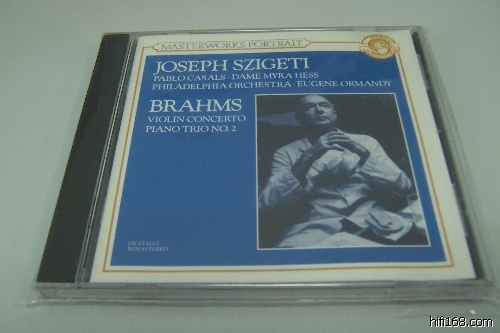 MASTERWORKS PORTRAIT
JOSEPH SZIGETI
PABLO CASALS · DAME MYRA HESS
PHILADELPHIA ORCHESTRA · EUGENE ORMANDY
BRAHMS
VIOLIN CONCERTO
PIANO TRIO NO. 2
DIGITALLY
REMASTERED
hifi168.com